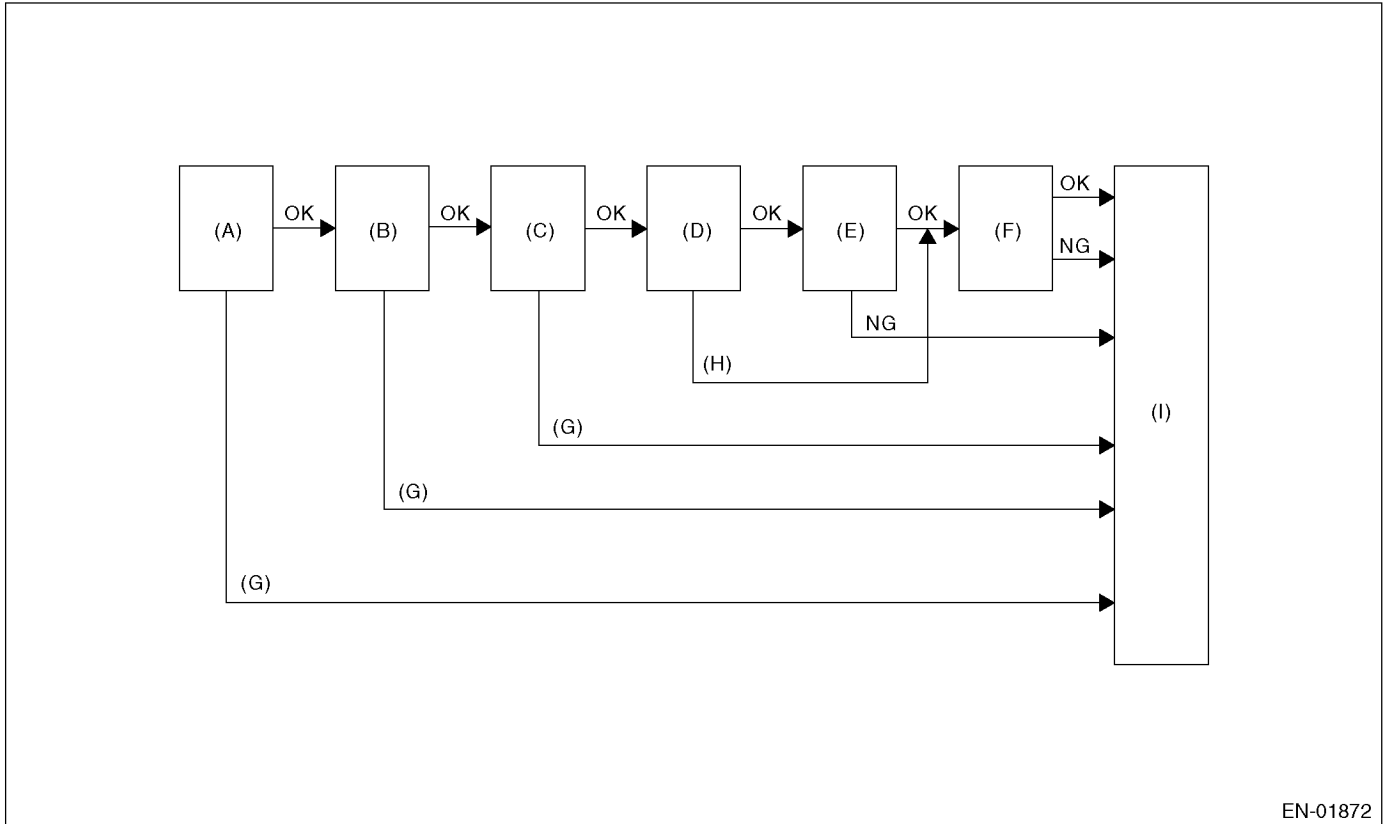 OK
NG
(A) OK (B) OK (C) OK (D) OK (E) OK (F)
NG
(H)
(I)
(G)
(G)
(G)
EN-01872